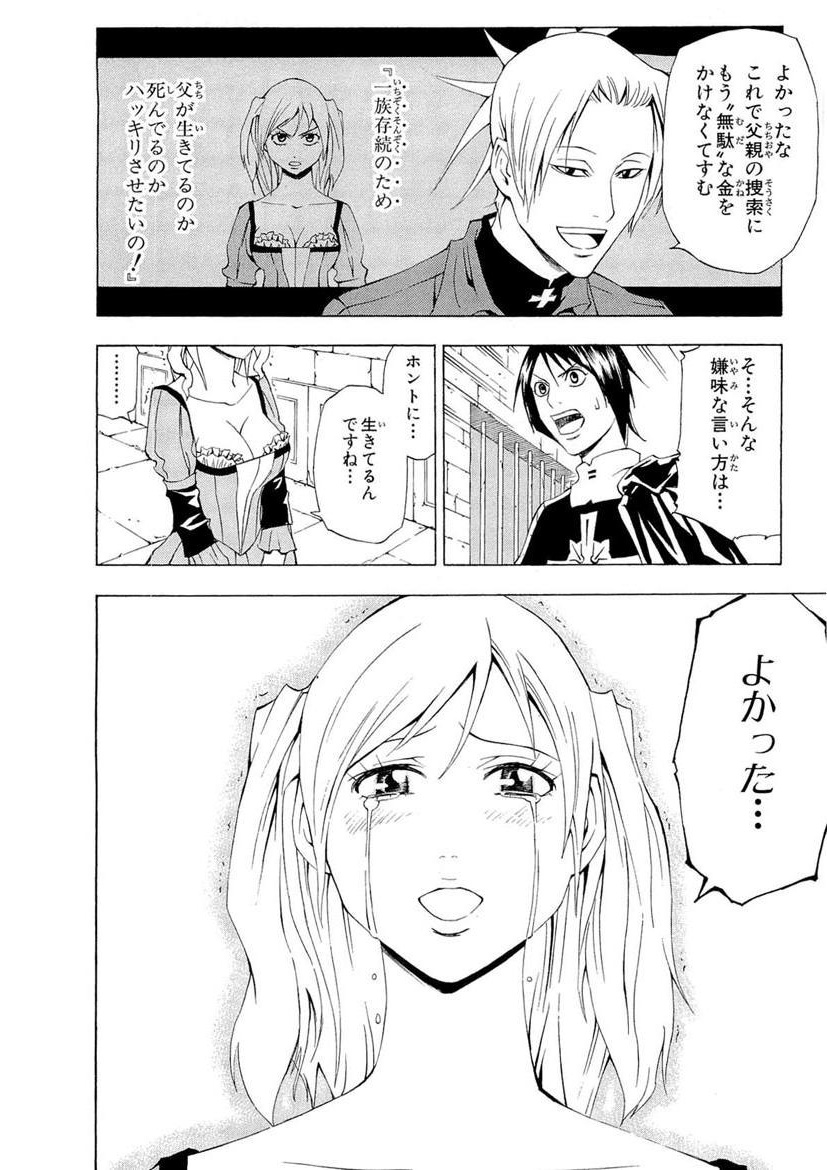 よかったな
これで父親の捜索に
もう〝無駄〟な金を
かけなくてすむ
『一族存続のため
父が生きてるのか
死んでるのか
ハッキリさせたいの！』
そ…そんな
嫌味な言い方は…
ホントに…
生きてるん
ですね…
………
よかった…